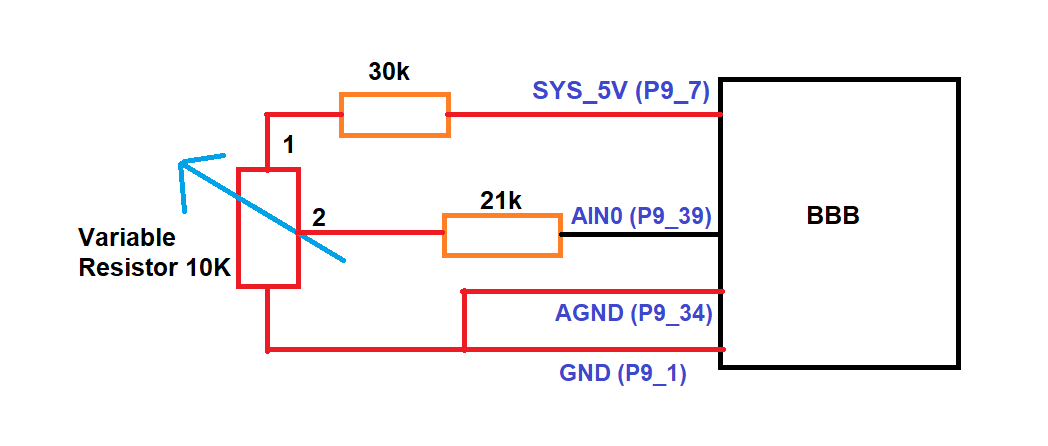 30k
SYS_5V (P9_7)
1
2
21k
AIN0 (P9_39)
BBB
Variable
Resistor 10K
AGND (P9_34)
GND (P9_1)